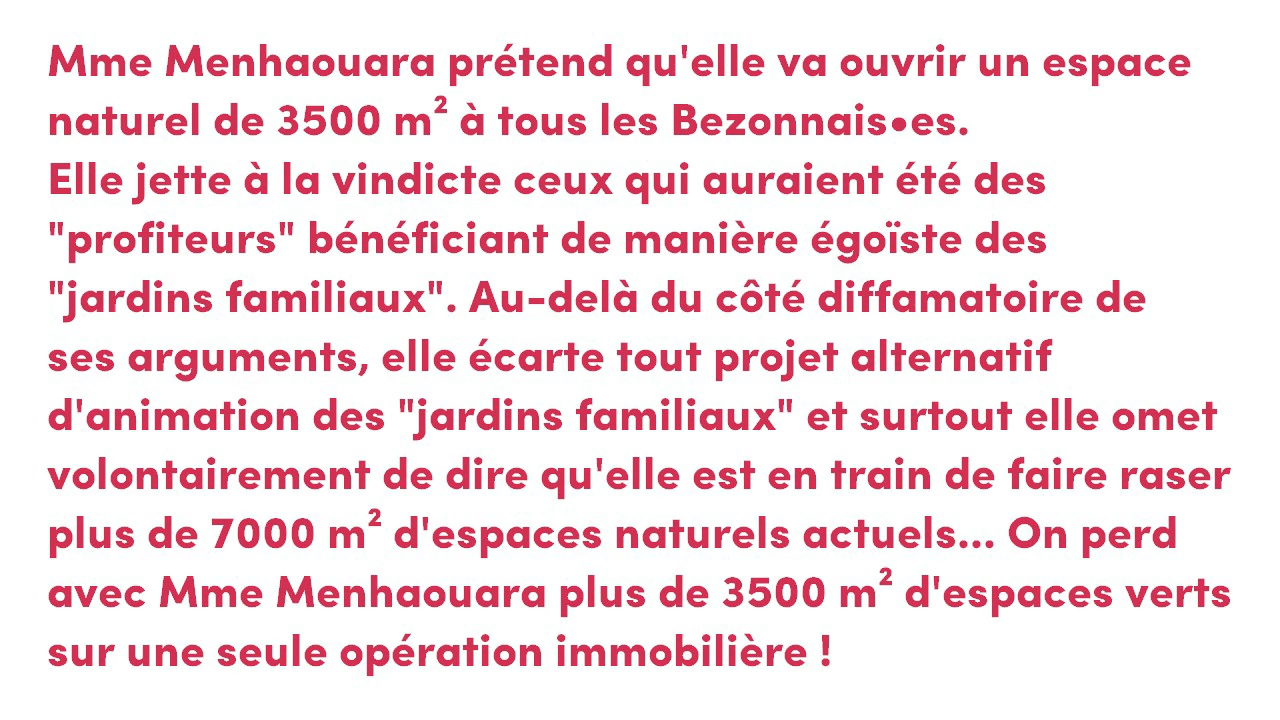 Mme Menhaouara prétend qu'elle va ouvrir un espace
naturel de 3500 m² à tous les Bezonnais•es.
Elle jette à la vindicte ceux qui auraient été des
"profiteurs" bénéficiant de manière égoïste des
"jardins familiaux". Au-delà du côté diffamatoire de
ses arguments, elle écarte tout projet alternatif
d'animation des "jardins familiaux" et surtout elle omet
volontairement de dire qu'elle est en train de faire raser
plus de 7000 m² d'espaces naturels actuels... On perd
avec Mme Menhaouara plus de 3500 m² d'espaces verts
sur une seule opération immobilière !